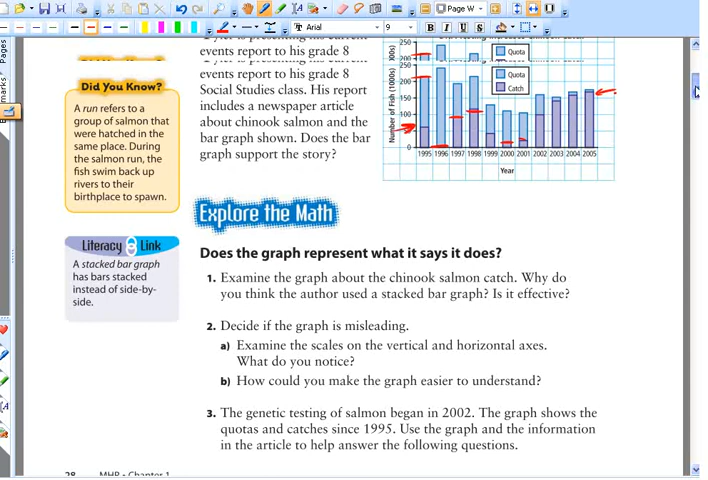 Page W
Arial
9
B I U S
Pages
events report to his grade 8
events report to his grade 8
Social Studies class. His report
includes a newspaper article
about chinook salmon and the
bar graph shown. Does the bar
graph support the story?
Did You Know?
A run refers to a
group of salmon that
were hatched in the
same place. During
the salmon run, the
fish swim back up
rivers to their
birthplace to spawn.
Number of Fish (1000s)
250
200
250
200
150
100
50
0
Quota
Quota
Catch
1995 1996 1997 1998 1999 2000 2001 2002 2003 2004 2005
Year
Explore the Math
Literacy Link
A stacked bar graph
has bars stacked
instead of side-by-
side.
Does the graph represent what it says it does?
1. Examine the graph about the chinook salmon catch. Why do
you think the author used a stacked bar graph? Is it effective?
2. Decide if the graph is misleading.
a) Examine the scales on the vertical and horizontal axes.
What do you notice?
b) How could you make the graph easier to understand?
3. The genetic testing of salmon began in 2002. The graph shows the
quotas and catches since 1995. Use the graph and the information
in the article to help answer the following questions.
28 MHR • Chapter 1